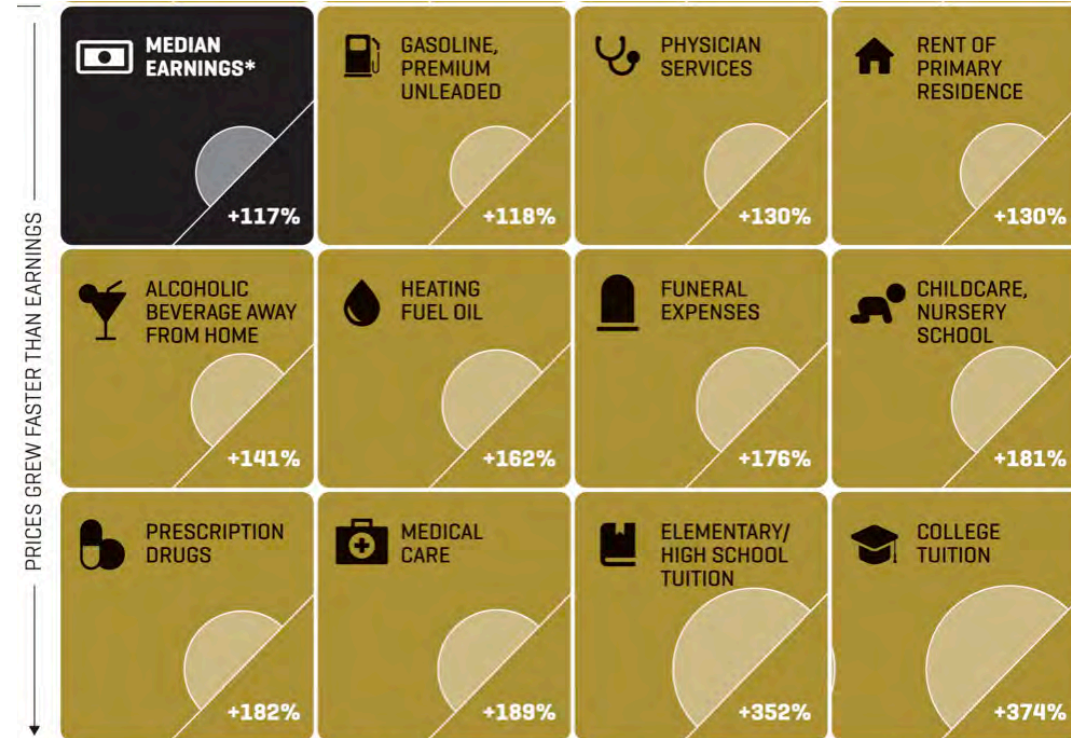 PRICES GREW FASTER THAN EARNINGS
MEDIAN
EARNINGS*
+117%
GASOLINE,
PREMIUM
UNLEADED
+118%
PHYSICIAN
SERVICES
+130%
RENT OF
PRIMARY
RESIDENCE
+130%
ALCOHOLIC
BEVERAGE AWAY
FROM HOME
+141%
HEATING
FUEL OIL
+162%
FUNERAL
EXPENSES
+176%
CHILDCARE,
NURSERY
SCHOOL
+181%
PRESCRIPTION
DRUGS
+182%
MEDICAL
CARE
+189%
ELEMENTARY/
HIGH SCHOOL
TUITION
+352%
COLLEGE
TUITION
+374%